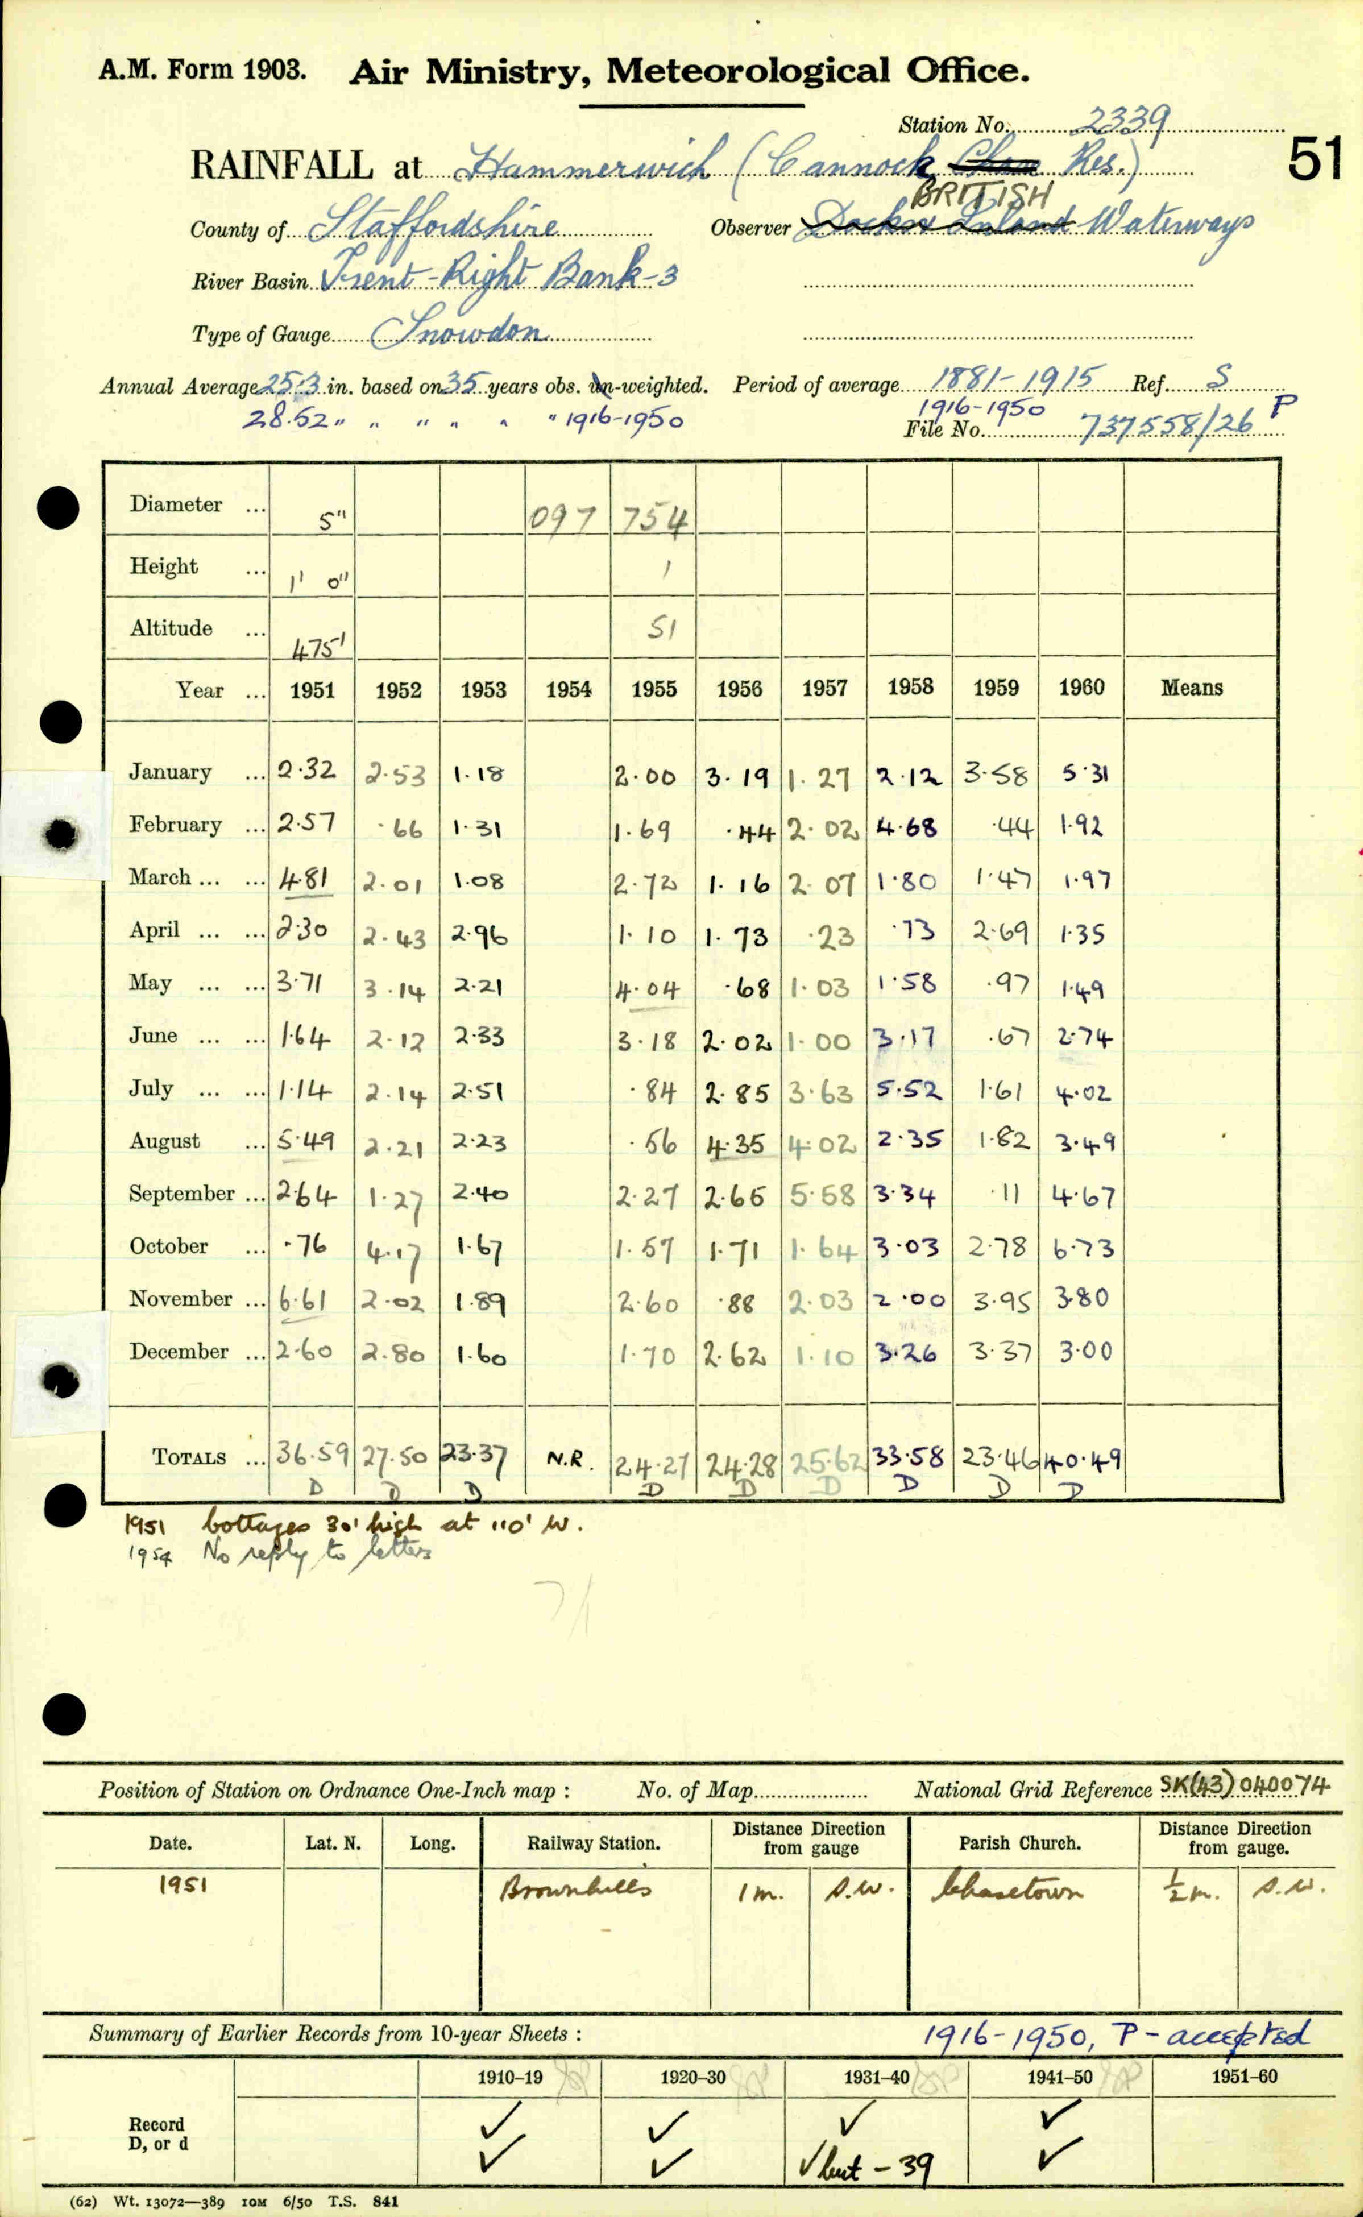 A.M. Form 1903. Air Ministry, Meteorological Office.
Station No. 2339
51
RAINFALL at Hammerwich (Cannock Chase Res.)
BRITISH
County of Staffordshire Observer Docks & Inland Waterways
River Basin Trent-Right Bank-3
Type of Gauge Snowdon
Annual Average 25.3 in. based on 35 years obs. un-weighted. Period of average 1881-1915 Ref. S
28.52 " " " " " " 1916-1950 1916-1950 P
File No. 737558/26
Diameter ... 5" 097 754
Height ... 1' 0" 1
Altitude ... 475' 51
Year ... 1951 1952 1953 1954 1955 1956 1957 1958 1959 1960 Means
January ... 2.32 2.53 1.18 2.00 3.19 1.27 2.12 3.58 5.31
February ... 2.57 .66 1.31 1.69 .44 2.02 4.68 .44 1.92
March ... ... 4.81 2.01 1.08 2.72 1.16 2.07 1.80 1.47 1.97
April ... ... 2.30 2.43 2.96 1.10 1.73 .23 .73 2.69 1.35
May ... ... 3.71 3.14 2.21 4.04 .68 1.03 1.58 .97 1.49
June ... ... 1.64 2.12 2.33 3.18 2.02 1.00 3.17 .67 2.74
July ... ... 1.14 2.14 2.51 .84 2.85 3.63 5.52 1.61 4.02
August ... 5.49 2.21 2.23 .56 4.35 4.02 2.35 1.82 3.49
September ... 2.64 1.27 2.40 2.27 2.65 5.58 3.34 .11 4.67
October ... .76 4.17 1.67 1.57 1.71 1.64 3.03 2.78 6.73
November ... 6.61 2.02 1.89 2.60 .88 2.03 2.00 3.95 3.80
December ... 2.60 2.80 1.60 1.70 2.62 1.10 3.26 3.37 3.00
TOTALS ... 36.59 27.50 23.37 N.R. 24.27 24.28 25.62 33.58 23.46 40.49
D D D D D D D D D
1951 Cottages 30' high at 110' W.
1954 No reply to letters
Position of Station on Ordnance One-Inch map : No. of Map National Grid Reference SK(43)040074
Date. Lat. N. Long. Railway Station. Distance Direction from gauge Parish Church. Distance Direction from gauge.
1951 Brownhills 1 m. S.W. Chasetown ½ m. S.W.
Summary of Earlier Records from 10-year Sheets : 1916-1950, P - accepted
1910-19 1920-30 1931-40 1941-50 1951-60
Record ✓ ✓ ✓ ✓
D, or d ✓ ✓ ✓ but - 39 ✓
(62) Wt. 13072—389 10M 6/50 T.S. 841